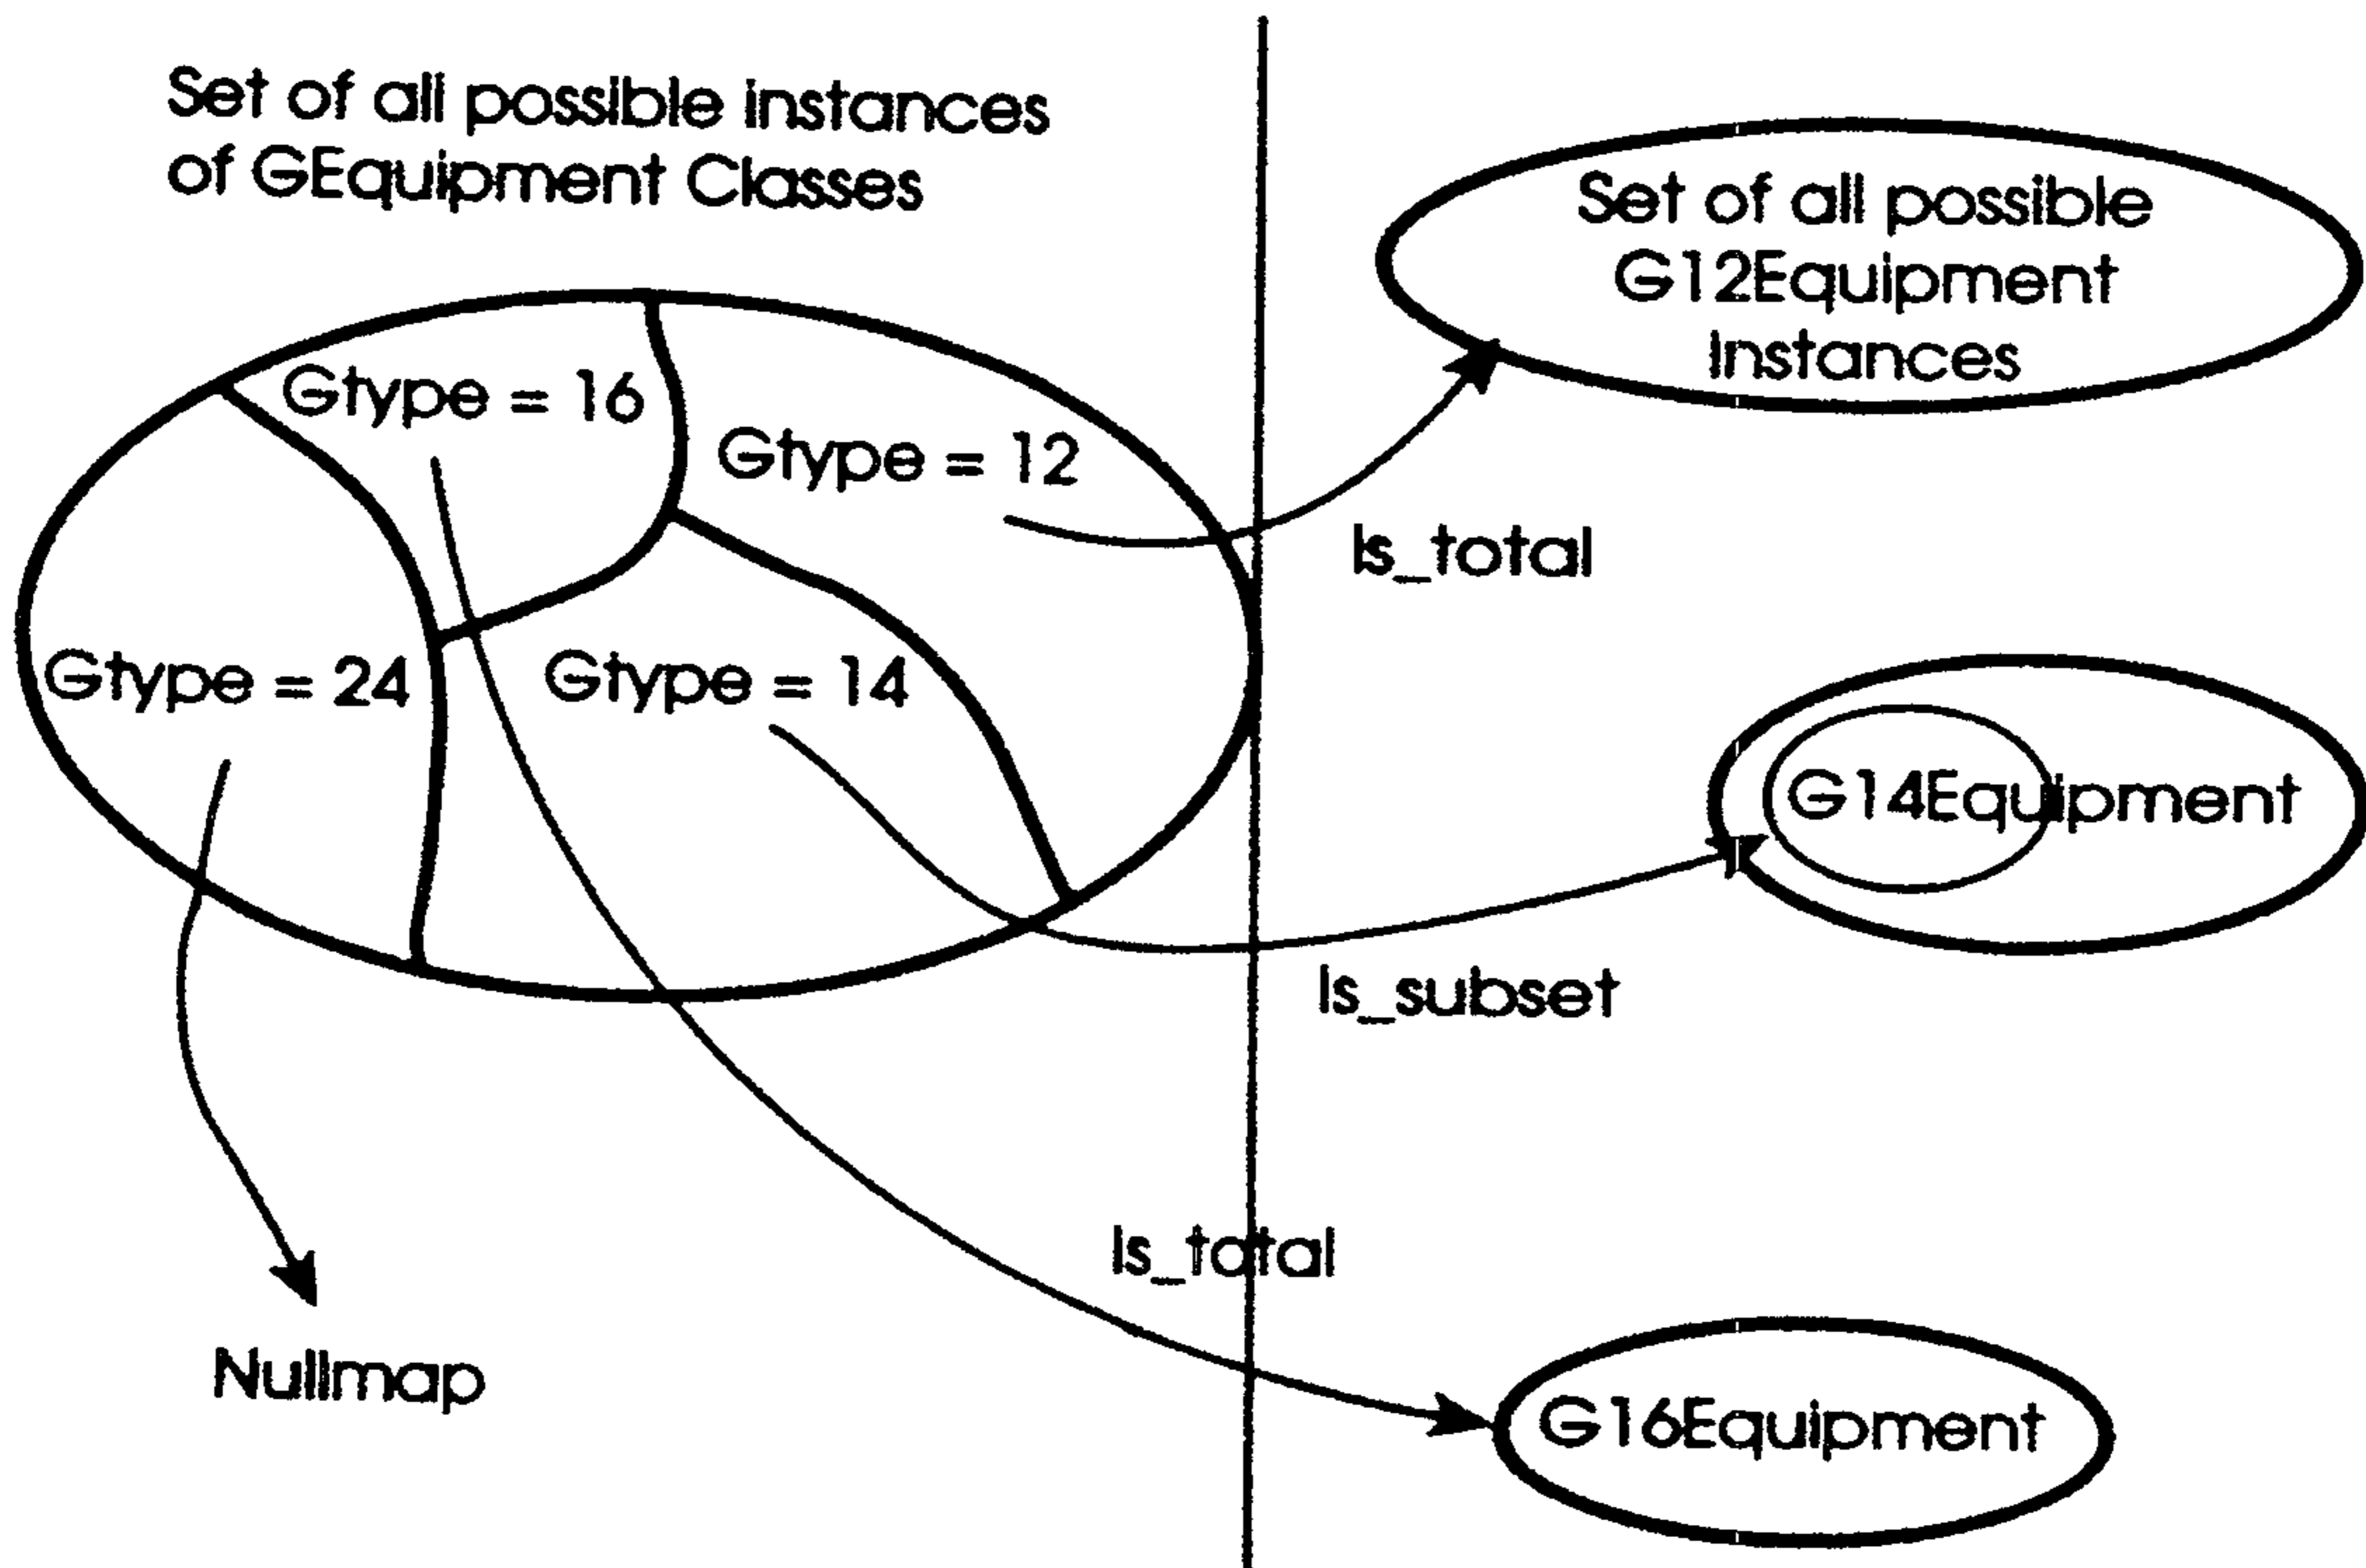 Set of all possible instances
of GEquipment Classes
Set of all possible
G12Equipment
Instances
Gtype = 16
Gtype = 12
Is_total
Gtype = 24
Gtype = 14
G14Equipment
Is_subset
Is_total
Nullmap
G16Equipment